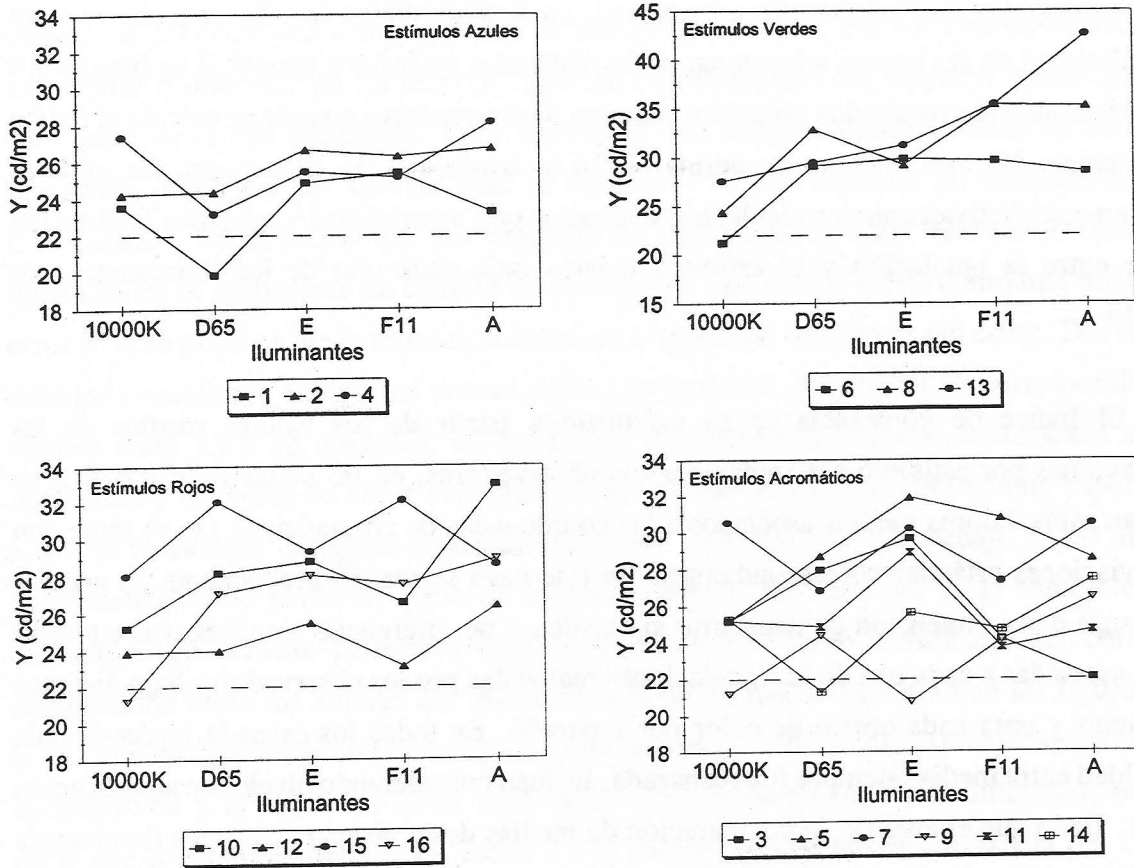 Estímulos Azules
34
32
30
28
26
24
22
20
18
Y (cd/m2)
10000K D65 E F11 A
Iluminantes
1 2 4
Estímulos Verdes
45
40
35
30
25
20
15
Y (cd/m2)
10000K D65 E F11 A
Iluminantes
6 8 13
Estímulos Rojos
34
32
30
28
26
24
22
20
18
Y (cd/m2)
10000K D65 E F11 A
Iluminantes
10 12 15 16
Estímulos Acromáticos
34
32
30
28
26
24
22
20
18
Y (cd/m2)
10000K D65 E F11 A
Iluminantes
3 5 7 9 11 14